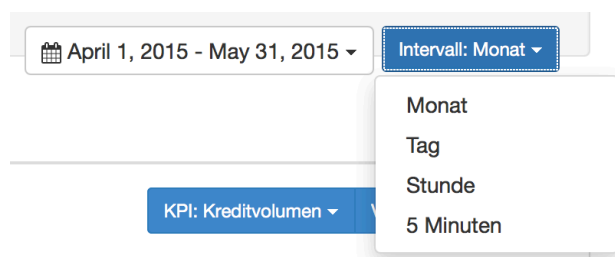 April 1, 2015 - May 31, 2015
Intervall: Monat
Monat
Tag
Stunde
KPI: Kreditvolumen
5 Minuten